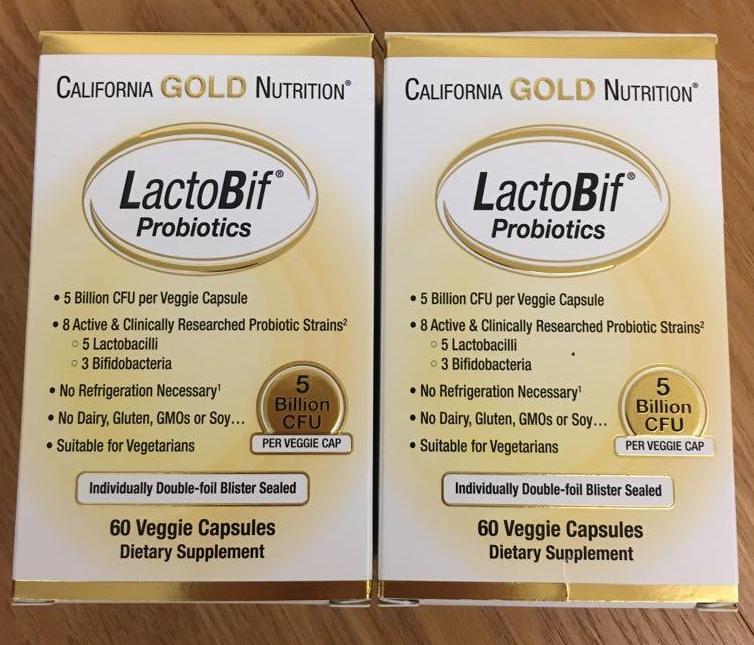 CALIFORNIA GOLD NUTRITION®
LactoBif®
Probiotics
• 5 Billion CFU per Veggie Capsule
• 8 Active & Clinically Researched Probiotic Strains²
○ 5 Lactobacilli
○ 3 Bifidobacteria
• No Refrigeration Necessary¹
• No Dairy, Gluten, GMOs or Soy...
• Suitable for Vegetarians
5
Billion
CFU
PER VEGGIE CAP
Individually Double-foil Blister Sealed
60 Veggie Capsules
Dietary Supplement
CALIFORNIA GOLD NUTRITION®
LactoBif®
Probiotics
• 5 Billion CFU per Veggie Capsule
• 8 Active & Clinically Researched Probiotic Strains²
○ 5 Lactobacilli
○ 3 Bifidobacteria
• No Refrigeration Necessary¹
• No Dairy, Gluten, GMOs or Soy...
• Suitable for Vegetarians
5
Billion
CFU
PER VEGGIE CAP
Individually Double-foil Blister Sealed
60 Veggie Capsules
Dietary Supplement